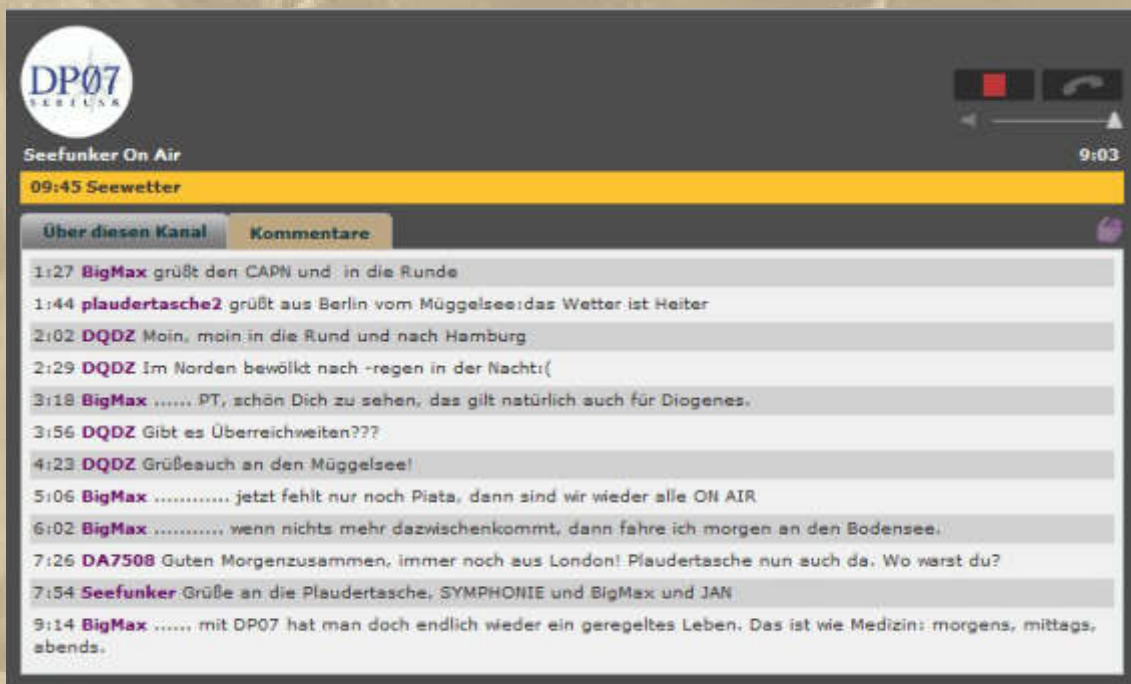 DP07
SEEFUNK
Seefunker On Air
9:03
09:45 Seewetter
Über diesen Kanal
Kommentare
1:27 BigMax grüßt den CAPN und in die Runde
1:44 plaudertasche2 grüßt aus Berlin vom Müggelsee:das Wetter ist Heiter
2:02 DQDZ Moin, moin in die Rund und nach Hamburg
2:29 DQDZ Im Norden bewölkt nach -regen in der Nacht:(
3:18 BigMax ...... PT, schön Dich zu sehen, das gilt natürlich auch für Diogenes.
3:56 DQDZ Gibt es Überreichweiten???
4:23 DQDZ Grüßeauch an den Müggelsee!
5:06 BigMax ............ jetzt fehlt nur noch Piata, dann sind wir wieder alle ON AIR
6:02 BigMax ........... wenn nichts mehr dazwischenkommt, dann fahre ich morgen an den Bodensee.
7:26 DA7508 Guten Morgenzusammen, immer noch aus London! Plaudertasche nun auch da. Wo warst du?
7:54 Seefunker Grüße an die Plaudertasche, SYMPHONIE und BigMax und JAN
9:14 BigMax ...... mit DP07 hat man doch endlich wieder ein geregeltes Leben. Das ist wie Medizin: morgens, mittags,
abends.